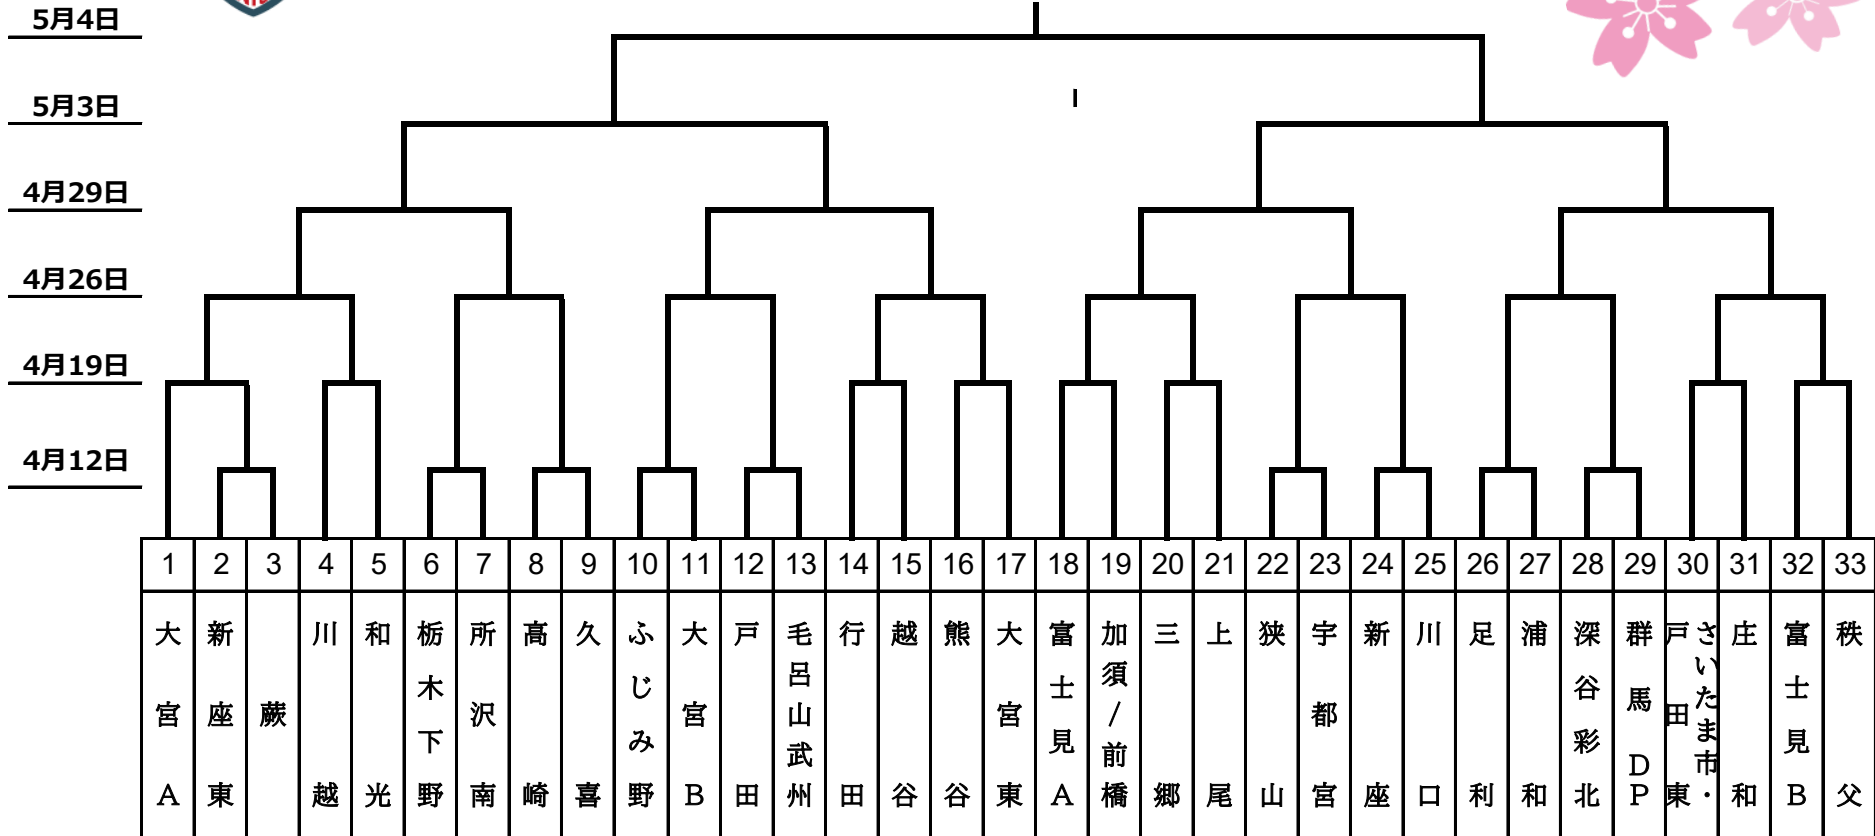 5月4日
5月3日
4月29日
4月26日
4月19日
4月12日
1 2 3 4 5 6 7 8 9 10 11 12 13 14 15 16 17 18 19 20 21 22 23 24 25 26 27 28 29 30 31 32 33
大宮A
新座東
蕨
川越
和光
栃木下野
所沢南
高崎
久喜
ふじみ野
大宮B
戸田
毛呂山武州
行田
越谷
熊谷
大宮東
富士見A
加須/前橋
三郷
上尾
狭山
宇都宮
新座
川口
足利
浦和
深谷彩北
群馬DP
さいたま市・
戸田東
庄和
富士見B
秩父